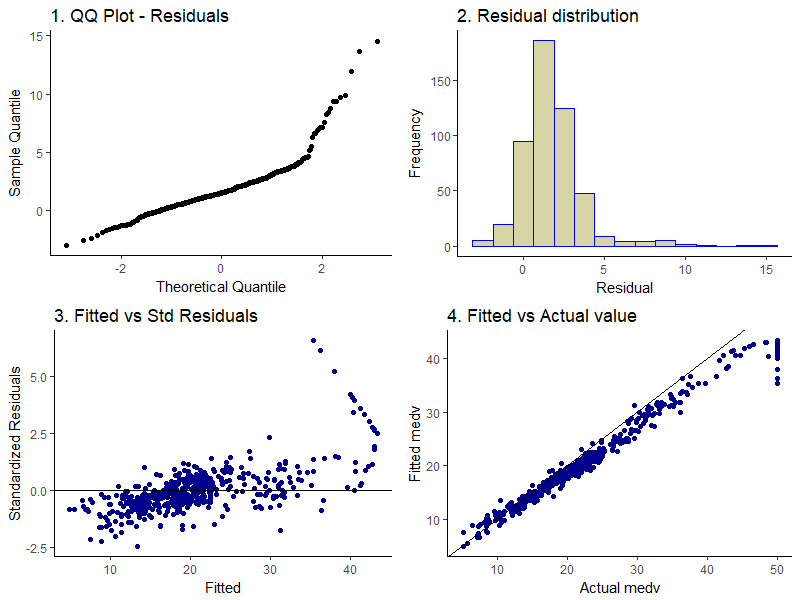 1. QQ Plot - Residuals
15
10
5
0
Sample Quantile
-2
0
2
Theoretical Quantile
2. Residual distribution
150
100
50
0
Frequency
0
5
10
15
Residual
3. Fitted vs Std Residuals
5.0
2.5
0.0
-2.5
Standardized Residuals
10
20
30
40
Fitted
4. Fitted vs Actual value
40
30
20
10
Fitted medv
10
20
30
40
50
Actual medv